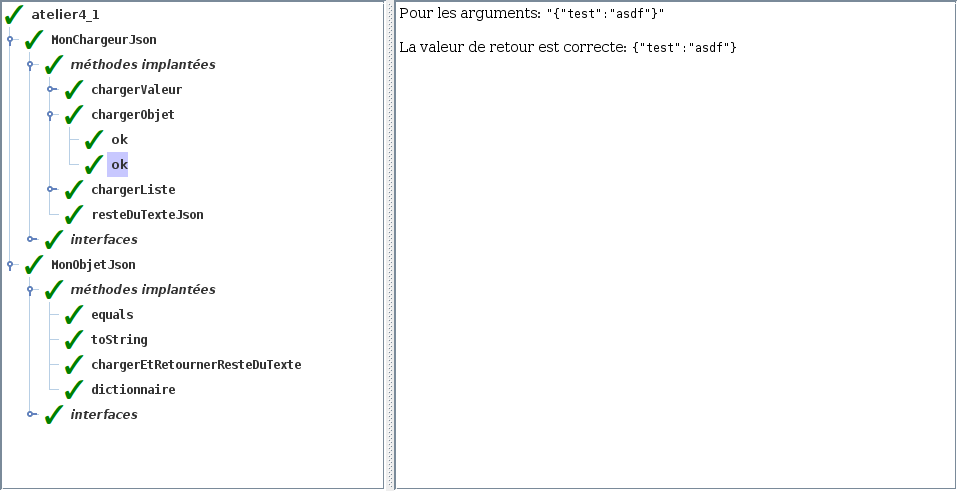 atelier4_1
MonChargeurJson
méthodes implantées
chargerValeur
chargerObjet
ok
ok
chargerListe
resteDuTexteJson
interfaces
MonObjetJson
méthodes implantées
equals
toString
chargerEtRetournerResteDuTexte
dictionnaire
interfaces
Pour les arguments: "{"test":"asdf"}"
La valeur de retour est correcte: {"test":"asdf"}